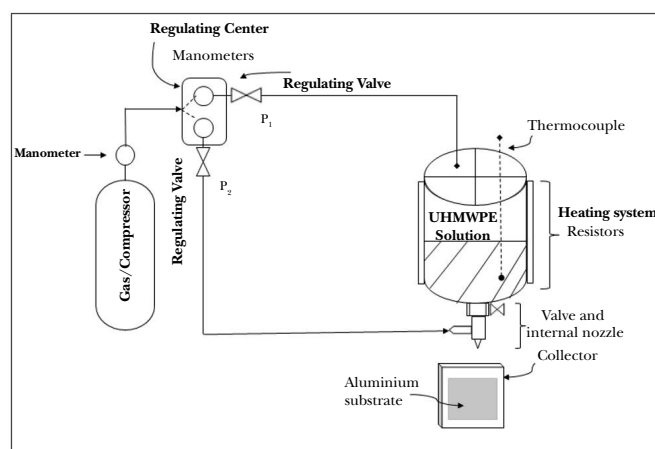 Regulating Center
Manometers
Regulating Valve
P1
Thermocouple
Manometer
Regulating Valve
P2
Gas/Compressor
UHMWPE
Solution
Heating system
Resistors
Valve and
internal nozzle
Collector
Aluminium
substrate